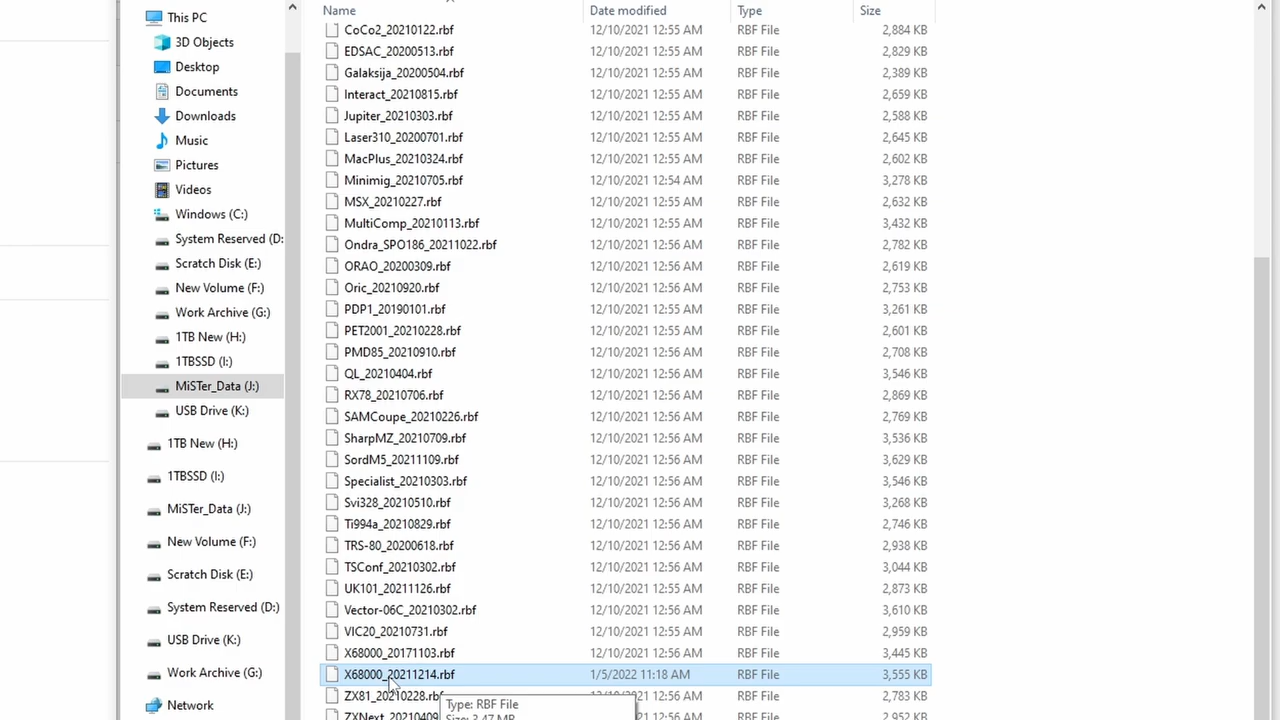 This PC
3D Objects
Desktop
Documents
Downloads
Music
Pictures
Videos
Windows (C:)
System Reserved (D:
Scratch Disk (E:)
New Volume (F:)
Work Archive (G:)
1TB New (H:)
1TBSSD (I:)
MiSTer_Data (J:)
USB Drive (K:)
1TB New (H:)
1TBSSD (I:)
MiSTer_Data (J:)
New Volume (F:)
Scratch Disk (E:)
System Reserved (D:)
USB Drive (K:)
Work Archive (G:)
Network
Name Date modified Type Size
CoCo2_20210122.rbf 12/10/2021 12:55 AM RBF File 2,884 KB
EDSAC_20200513.rbf 12/10/2021 12:55 AM RBF File 2,829 KB
Galaksija_20200504.rbf 12/10/2021 12:55 AM RBF File 2,389 KB
Interact_20210815.rbf 12/10/2021 12:55 AM RBF File 2,659 KB
Jupiter_20210303.rbf 12/10/2021 12:55 AM RBF File 2,588 KB
Laser310_20200701.rbf 12/10/2021 12:55 AM RBF File 2,645 KB
MacPlus_20210324.rbf 12/10/2021 12:55 AM RBF File 2,602 KB
Minimig_20210705.rbf 12/10/2021 12:54 AM RBF File 3,278 KB
MSX_20210227.rbf 12/10/2021 12:55 AM RBF File 2,632 KB
MultiComp_20210113.rbf 12/10/2021 12:55 AM RBF File 3,432 KB
Ondra_SPO186_20211022.rbf 12/10/2021 12:56 AM RBF File 2,782 KB
ORAO_20200309.rbf 12/10/2021 12:56 AM RBF File 2,619 KB
Oric_20210920.rbf 12/10/2021 12:56 AM RBF File 2,753 KB
PDP1_20190101.rbf 12/10/2021 12:55 AM RBF File 3,261 KB
PET2001_20210228.rbf 12/10/2021 12:55 AM RBF File 2,601 KB
PMD85_20210910.rbf 12/10/2021 12:56 AM RBF File 2,708 KB
QL_20210404.rbf 12/10/2021 12:56 AM RBF File 3,546 KB
RX78_20210706.rbf 12/10/2021 12:56 AM RBF File 2,869 KB
SAMCoupe_20210226.rbf 12/10/2021 12:56 AM RBF File 2,769 KB
SharpMZ_20210709.rbf 12/10/2021 12:56 AM RBF File 3,536 KB
SordM5_20211109.rbf 12/10/2021 12:56 AM RBF File 3,629 KB
Specialist_20210303.rbf 12/10/2021 12:56 AM RBF File 3,546 KB
Svi328_20210510.rbf 12/10/2021 12:56 AM RBF File 3,268 KB
Ti994a_20210829.rbf 12/10/2021 12:56 AM RBF File 2,746 KB
TRS-80_20200618.rbf 12/10/2021 12:56 AM RBF File 2,938 KB
TSConf_20210302.rbf 12/10/2021 12:56 AM RBF File 3,044 KB
UK101_20211126.rbf 12/10/2021 12:56 AM RBF File 2,873 KB
Vector-06C_20210302.rbf 12/10/2021 12:56 AM RBF File 3,610 KB
VIC20_20210731.rbf 12/10/2021 12:55 AM RBF File 2,959 KB
X68000_20171103.rbf 12/10/2021 12:56 AM RBF File 3,445 KB
X68000_20211214.rbf 1/5/2022 11:18 AM RBF File 3,555 KB
ZX81_20210228.rbf 12/10/2021 12:56 AM RBF File 2,783 KB
Type: RBF File
ZXNext_20210409 12/10/2021 12:56 AM RBF File 2,952 KB
Size: 3.47 MB